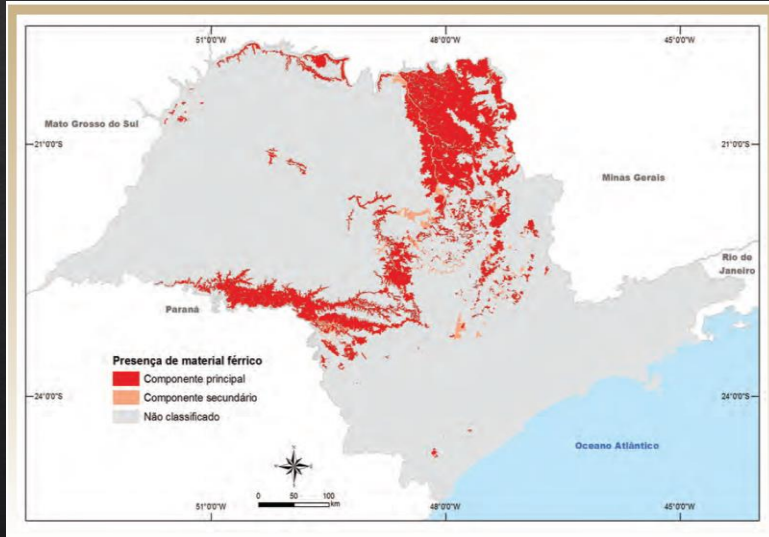 51°0'0"W
48°0'0"W
45°0'0"W
Mato Grosso do Sul
21°0'0"S
21°0'0"S
Minas Gerais
Rio de
Janeiro
Paraná
Presença de material férrico
Componente principal
Componente secundário
Não classificado
24°0'0"S
24°0'0"S
Oceano Atlântico
0 50 100
km
51°0'0"W
48°0'0"W
45°0'0"W